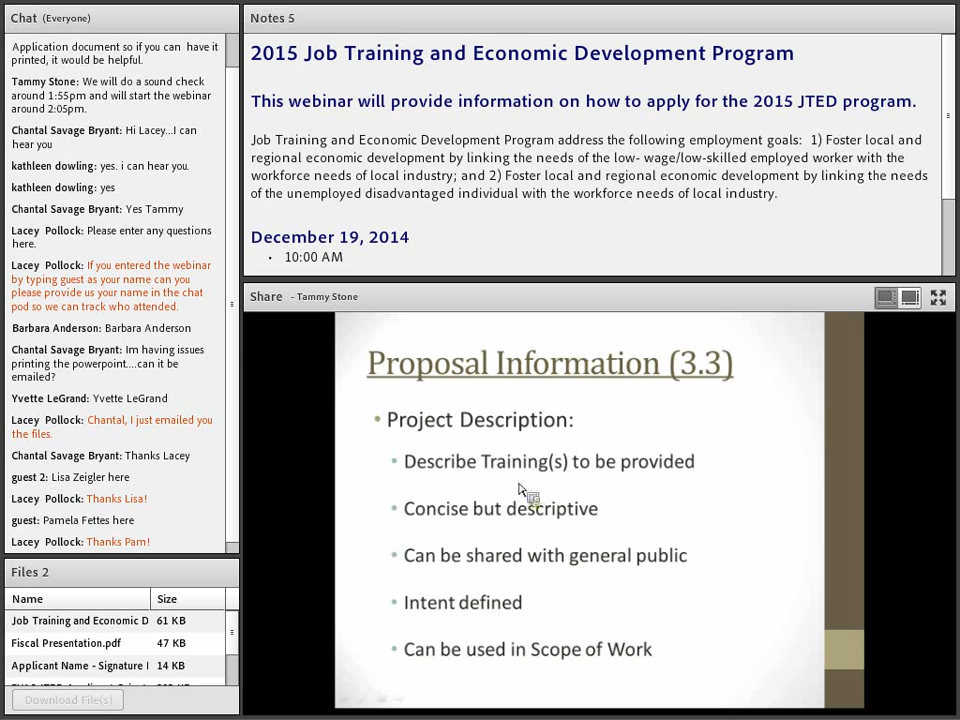 Chat (Everyone)
Application document so if you can have it
printed, it would be helpful.
Tammy Stone: We will do a sound check
around 1:55pm and will start the webinar
around 2:05pm.
Chantal Savage Bryant: Hi Lacey...I can
hear you
kathleen dowling: yes. i can hear you.
kathleen dowling: yes
Chantal Savage Bryant: Yes Tammy
Lacey Pollock: Please enter any questions
here.
Lacey Pollock: If you entered the webinar
by typing guest as your name can you
please provide us your name in the chat
pod so we can track who attended.
Barbara Anderson: Barbara Anderson
Chantal Savage Bryant: Im having issues
printing the powerpoint....can it be
emailed?
Yvette LeGrand: Yvette LeGrand
Lacey Pollock: Chantal, I just emailed you
the files.
Chantal Savage Bryant: Thanks Lacey
guest 2: Lisa Zeigler here
Lacey Pollock: Thanks Lisa!
guest: Pamela Fettes here
Lacey Pollock: Thanks Pam!
Files 2
Name Size
Job Training and Economic D 61 KB
Fiscal Presentation.pdf 47 KB
Applicant Name - Signature 14 KB
Download File(s)
Notes 5
2015 Job Training and Economic Development Program
This webinar will provide information on how to apply for the 2015 JTED program.
Job Training and Economic Development Program address the following employment goals: 1) Foster local and
regional economic development by linking the needs of the low- wage/low-skilled employed worker with the
workforce needs of local industry; and 2) Foster local and regional economic development by linking the needs
of the unemployed disadvantaged individual with the workforce needs of local industry.
December 19, 2014
• 10:00 AM
Share - Tammy Stone
Proposal Information (3.3)
• Project Description:
• Describe Training(s) to be provided
• Concise but descriptive
• Can be shared with general public
• Intent defined
• Can be used in Scope of Work